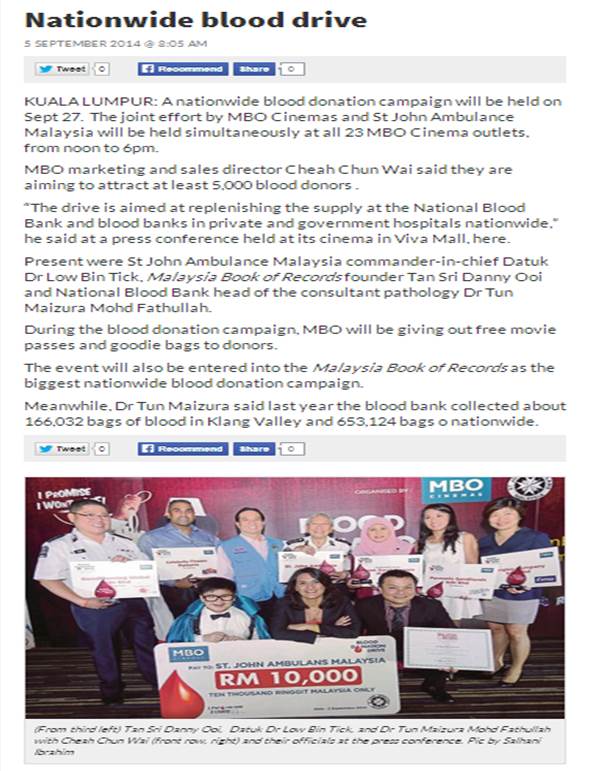 Nationwide blood drive
5 SEPTEMBER 2014 @ 8:05 AM
Tweet 0 Recommend Share 0
KUALA LUMPUR: A nationwide blood donation campaign will be held on
Sept 27. The joint effort by MBO Cinemas and St John Ambulance
Malaysia will be held simultaneously at all 23 MBO Cinema outlets,
from noon to 6pm.
MBO marketing and sales director Cheah Chun Wai said they are
aiming to attract at least 5,000 blood donors .
“The drive is aimed at replenishing the supply at the National Blood
Bank and blood banks in private and government hospitals nationwide,”
he said at a press conference held at its cinema in Viva Mall, here.
Present were St John Ambulance Malaysia commander-in-chief Datuk
Dr Low Bin Tick, Malaysia Book of Records founder Tan Sri Danny Ooi
and National Blood Bank head of the consultant pathology Dr Tun
Maizura Mohd Fathullah.
During the blood donation campaign, MBO will be giving out free movie
passes and goodie bags to donors.
The event will also be entered into the Malaysia Book of Records as the
biggest nationwide blood donation campaign.
Meanwhile, Dr Tun Maizura said last year the blood bank collected about
166,032 bags of blood in Klang Valley and 653,124 bags o nationwide.
Tweet 0 Recommend Share 0
I PROMISE
I WON'T
ORGANISED BY
MBO
CINEMAS
BLOOD
MBO
CINEMAS
BLOOD
DONATION
DRIVE
PAY TO: ST. JOHN AMBULANS MALAYSIA
RM 10,000
TEN THOUSAND RINGGIT MALAYSIA ONLY
(From third left) Tan Sri Danny Ooi, Datuk Dr Low Bin Tick, and Dr Tun Maizura Mohd Fathullah
with Cheah Chun Wai (front row, right) and their officials at the press conference. Pic by Salhani
Ibrahim